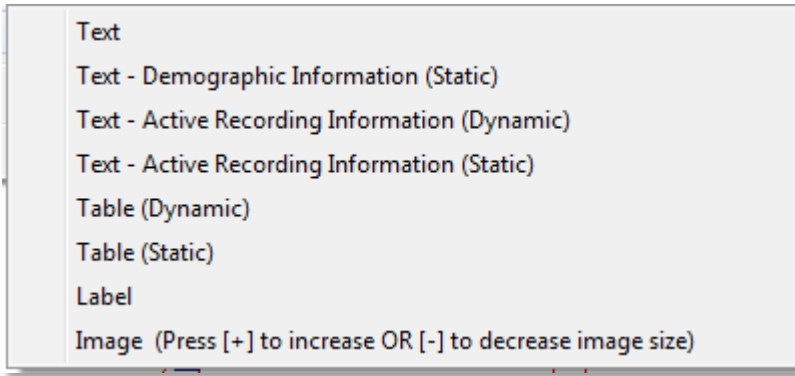 Text
Text - Demographic Information (Static)
Text - Active Recording Information (Dynamic)
Text - Active Recording Information (Static)
Table (Dynamic)
Table (Static)
Label
Image  (Press [+] to increase OR [-] to decrease image size)